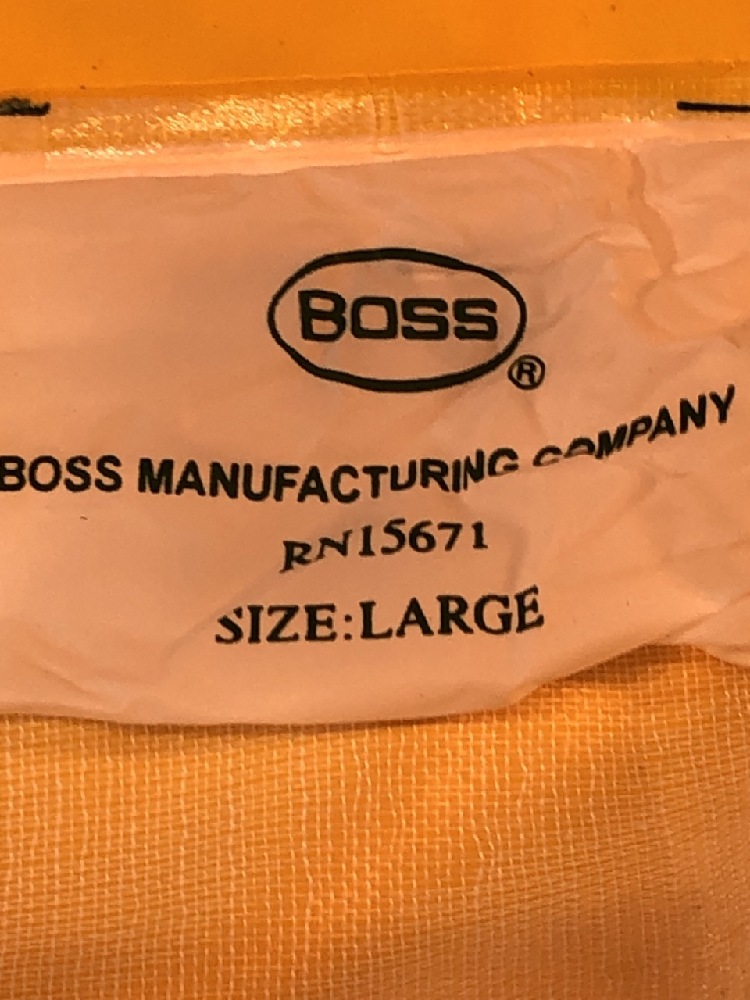 BOSS
®
BOSS MANUFACTURING COMPANY
RN15671
SIZE:LARGE